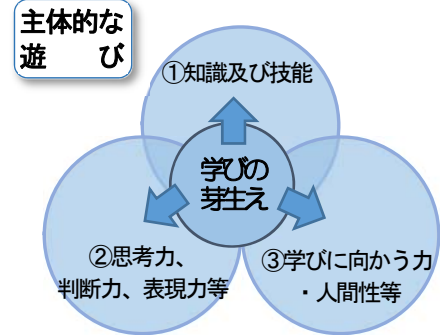 主体的な
遊び
①知識及び技能
学びの
芽生え
②思考力、
判断力、表現力等
③学びに向かう力
・人間性等